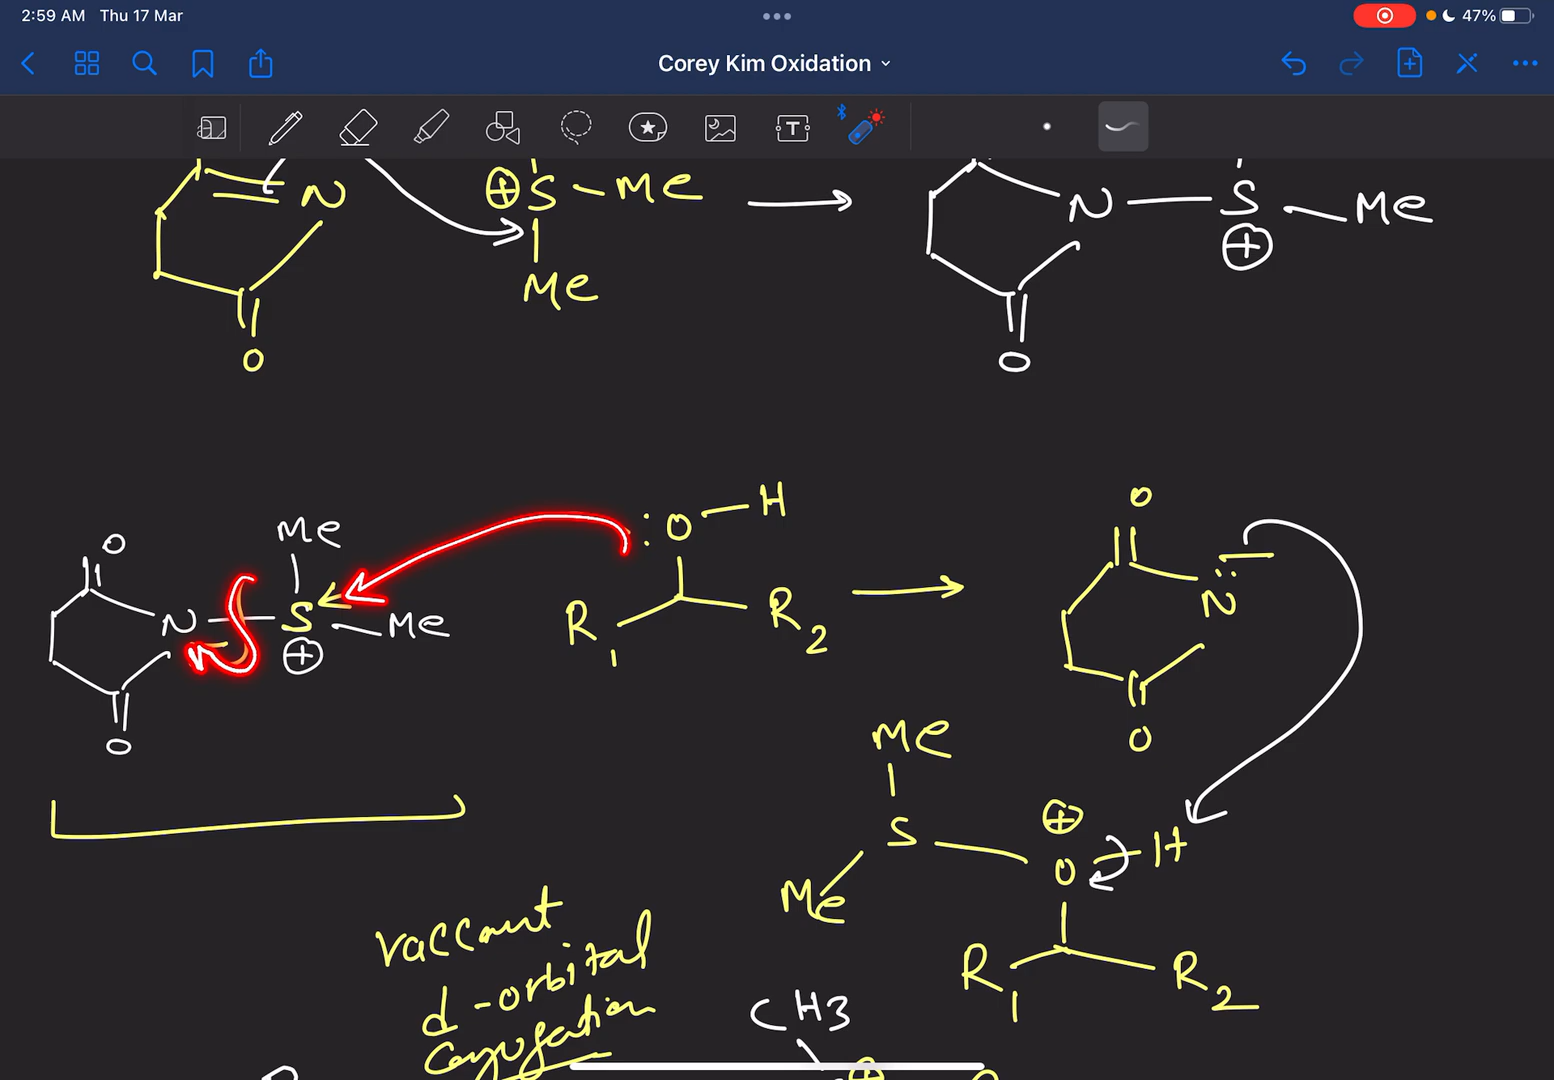 2:59 AM Thu 17 Mar
47%
Corey Kim Oxidation
T
N
⊕ S - Me
Me
O
N — S — Me
⊕
O
O
Me
N — S — Me
⊕
O
: O — H
R1
R2
O
N
O
Me
S
Me
⊕
O — H
R1
R2
vaccant
d-orbital
Conjugation
CH3
⊕